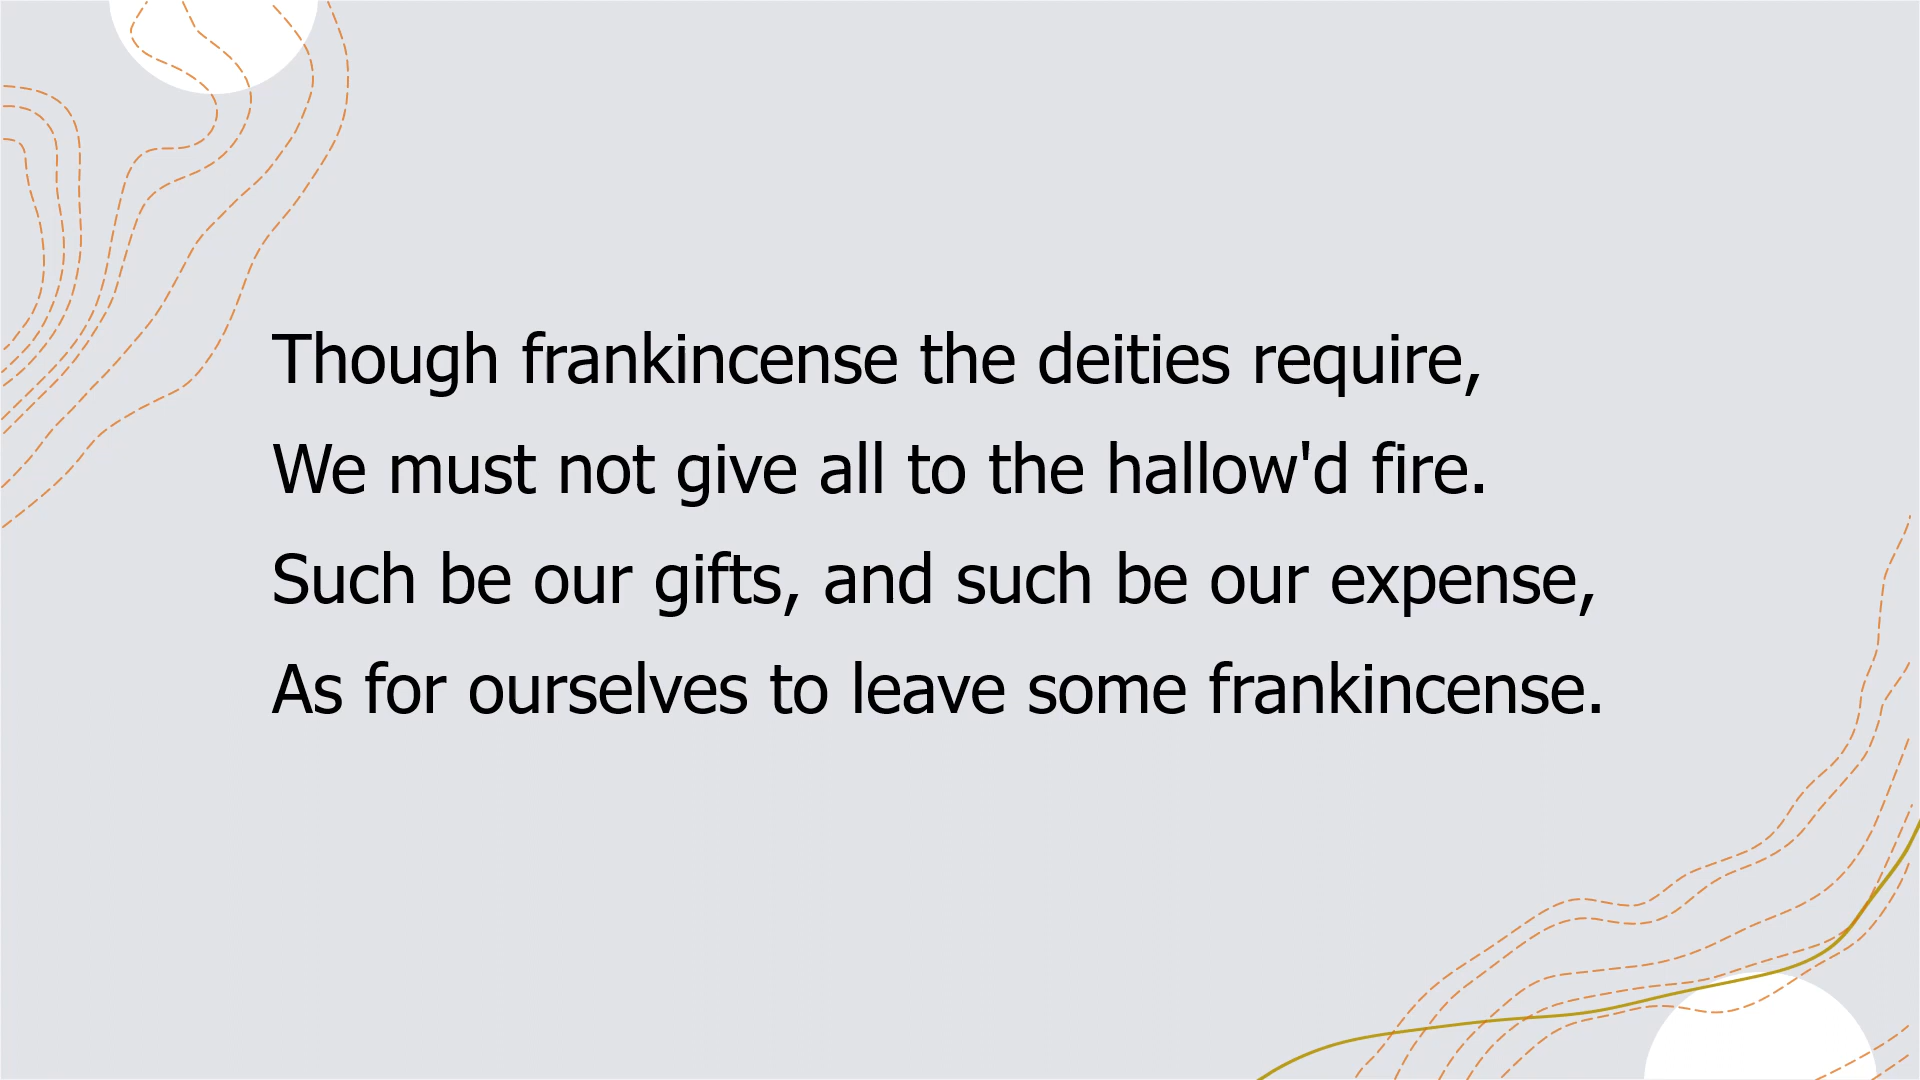 Though frankincense the deities require,
We must not give all to the hallow'd fire.
Such be our gifts, and such be our expense,
As for ourselves to leave some frankincense.